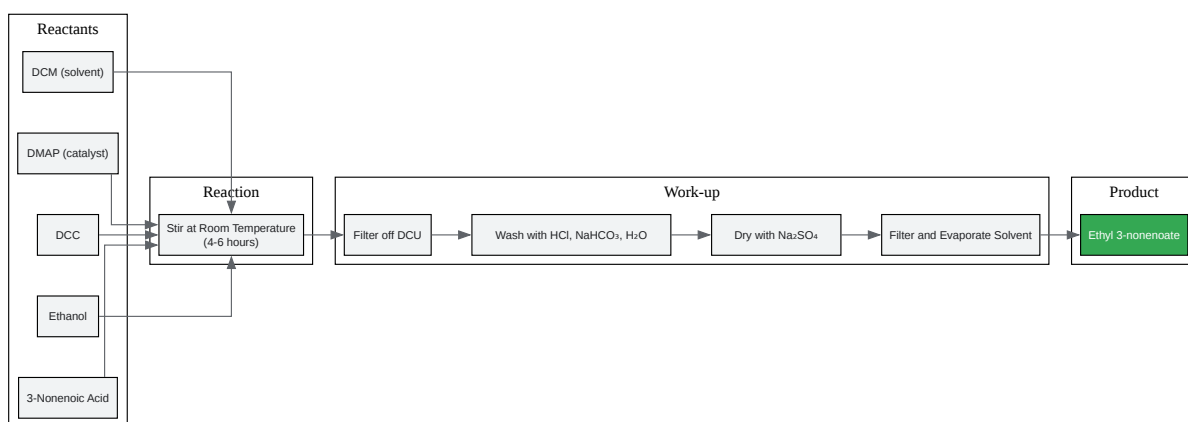 Reactants
DCM (solvent)
DMAP (catalyst)
DCC
Ethanol
3-Nonenoic Acid
Reaction
Stir at Room Temperature
(4-6 hours)
Work-up
Filter off DCU
Wash with HCl, NaHCO₃, H₂O
Dry with Na₂SO₄
Filter and Evaporate Solvent
Product
Ethyl 3-nonenoate